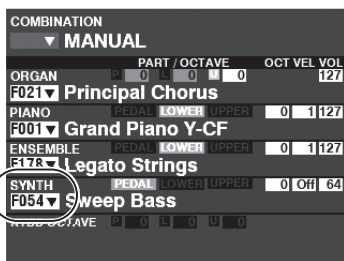 COMBINATION
▼ MANUAL
PART / OCTAVE OCT VEL VOL
ORGAN P 0 L 0 U 0 127
F021▼ Principal Chorus
PIANO PEDAL LOWER UPPER 0 1 127
F001▼ Grand Piano Y-CF
ENSEMBLE PEDAL LOWER UPPER 0 1 127
F178▼ Legato Strings
SYNTH PEDAL LOWER UPPER 0 Off 64
F054▼ Sweep Bass
KYBD OCTAVE P 0 L 0 U 0